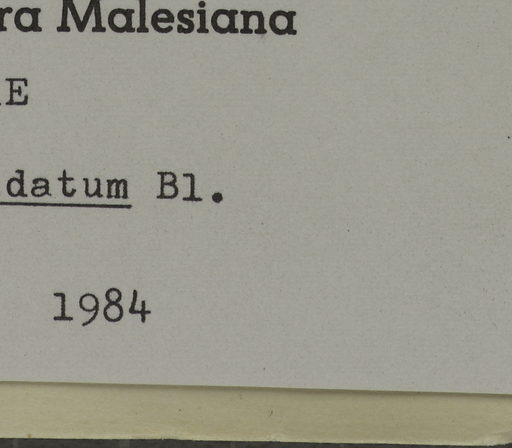 ra Malesiana
E
datum Bl.
1984